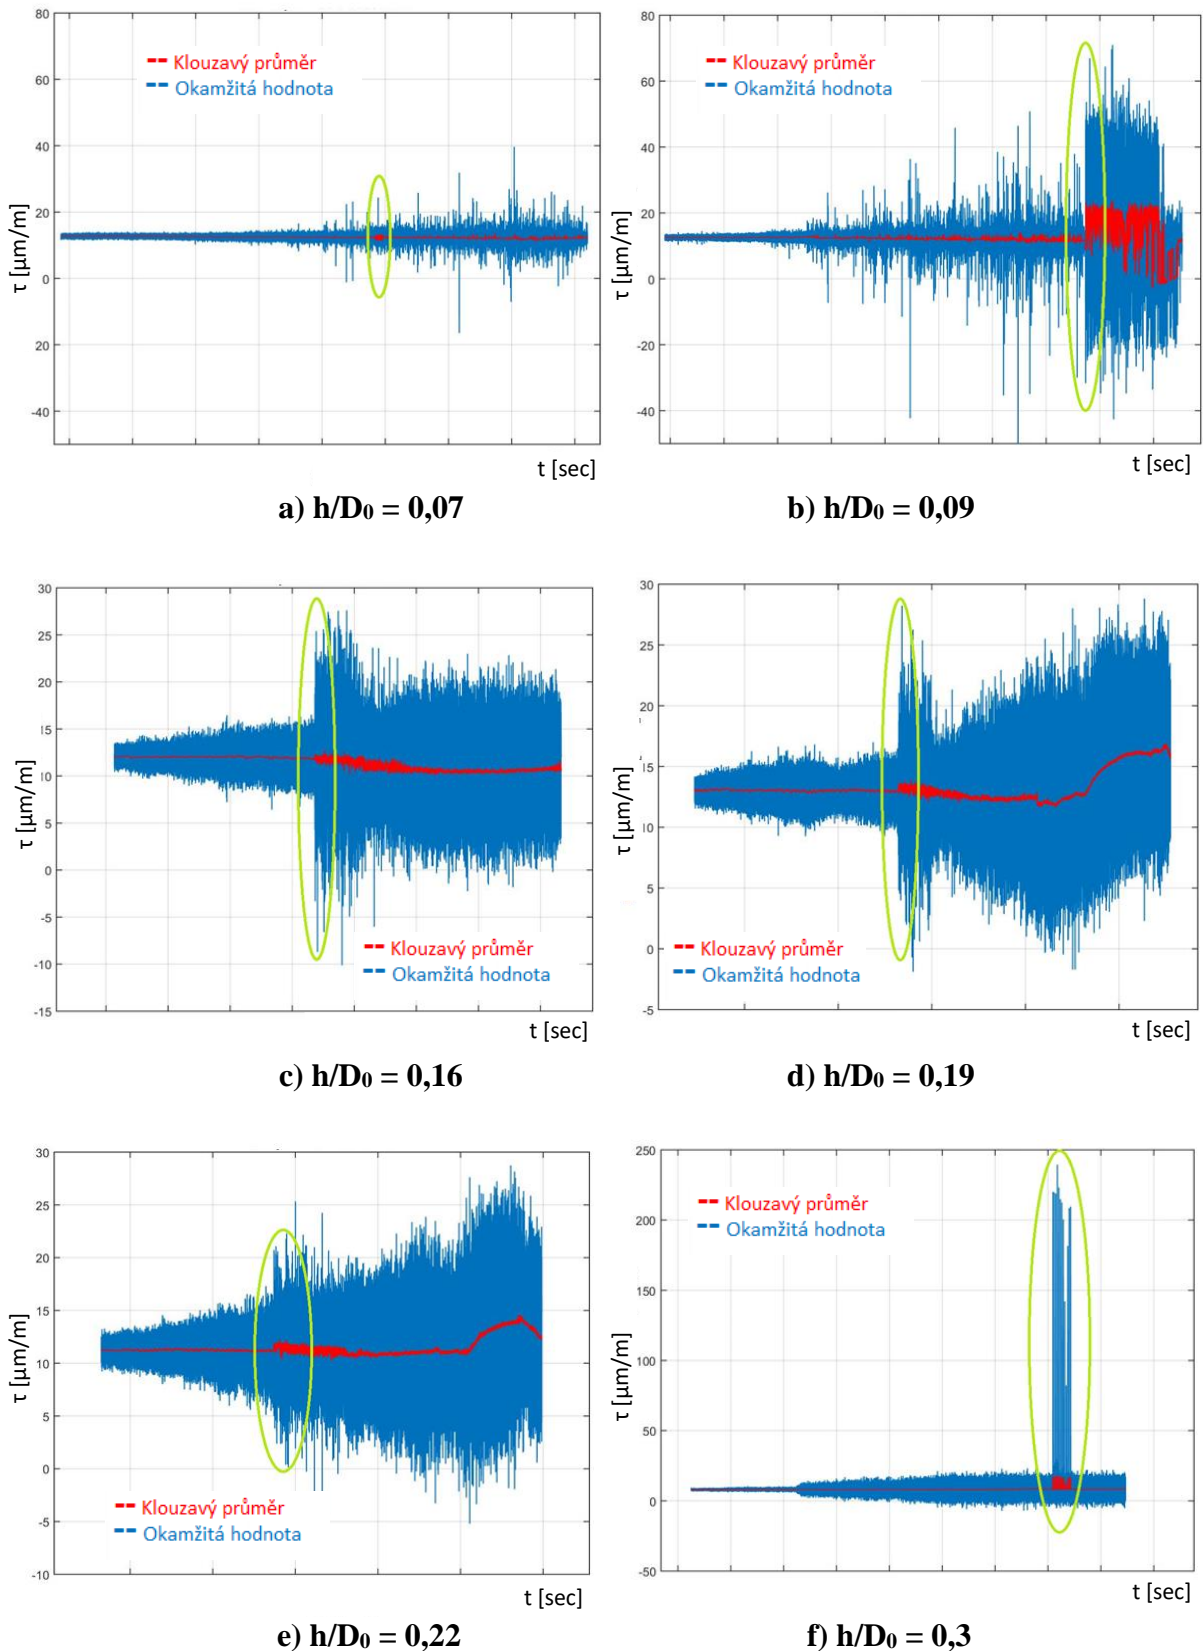 80
60
40
20
0
20
-40
τ [μm/m]
Klouzavý průměr
Okamžitá hodnota
t [sec]
a) h/D₀ = 0,07
80
60
40
20
0
-20
-40
τ [μm/m]
Klouzavý průměr
Okamžitá hodnota
t [sec]
b) h/D₀ = 0,09
30
25
20
15
10
5
0
-5
-10
-15
τ [μm/m]
Klouzavý průměr
Okamžitá hodnota
t [sec]
c) h/D₀ = 0,16
30
25
20
15
10
5
0
-5
τ [μm/m]
Klouzavý průměr
Okamžitá hodnota
t [sec]
d) h/D₀ = 0,19
30
25
20
15
10
5
0
-5
-10
τ [μm/m]
Klouzavý průměr
Okamžitá hodnota
t [sec]
e) h/D₀ = 0,22
250
200
150
100
50
0
-50
τ [μm/m]
Klouzavý průměr
Okamžitá hodnota
t [sec]
f) h/D₀ = 0,3